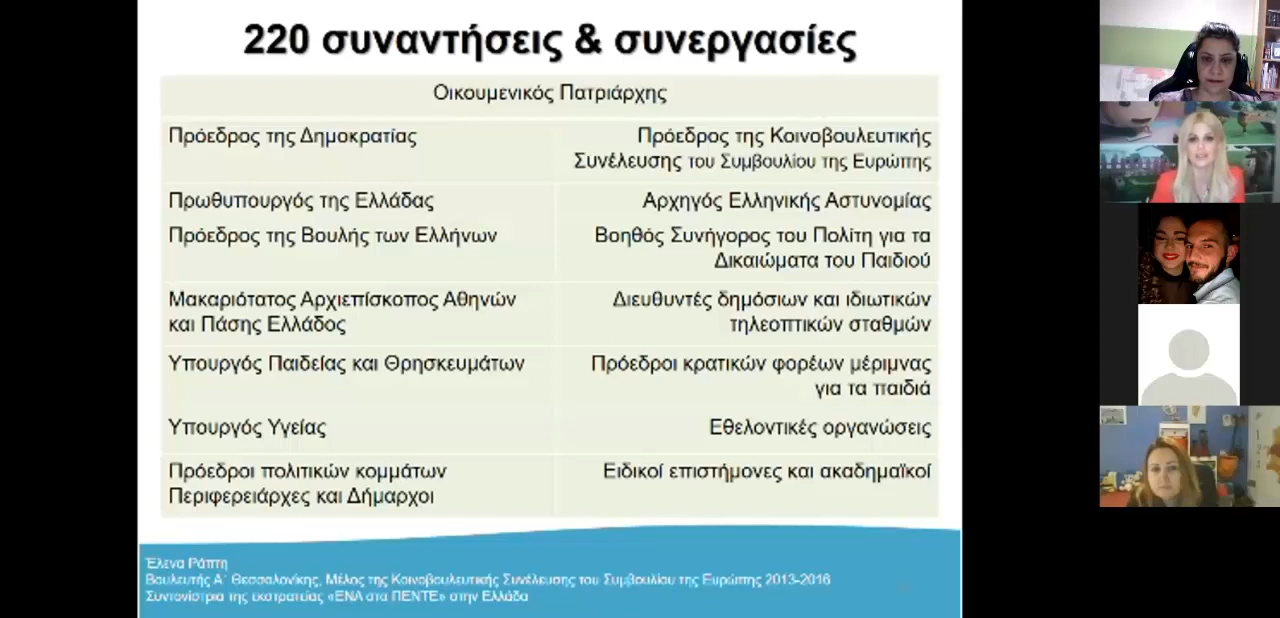 220 συναντήσεις & συνεργασίες
Οικουμενικός Πατριάρχης
Πρόεδρος της Δημοκρατίας
Πρόεδρος της Κοινοβουλευτικής
Συνέλευσης του Συμβουλίου της Ευρώπης
Πρωθυπουργός της Ελλάδας
Αρχηγός Ελληνικής Αστυνομίας
Πρόεδρος της Βουλής των Ελλήνων
Βοηθός Συνήγορος του Πολίτη για τα
Δικαιώματα του Παιδιού
Μακαριότατος Αρχιεπίσκοπος Αθηνών
και Πάσης Ελλάδος
Διευθυντές δημόσιων και ιδιωτικών
τηλεοπτικών σταθμών
Υπουργός Παιδείας και Θρησκευμάτων
Πρόεδροι κρατικών φορέων μέριμνας
για τα παιδιά
Υπουργός Υγείας
Εθελοντικές οργανώσεις
Πρόεδροι πολιτικών κομμάτων
Περιφερειάρχες και Δήμαρχοι
Ειδικοί επιστήμονες και ακαδημαϊκοί
Έλενα Ράπτη
Βουλευτής Α΄ Θεσσαλονίκης, Μέλος της Κοινοβουλευτικής Συνέλευσης του Συμβουλίου της Ευρώπης 2013-2016
Συντονίστρια της εκστρατείας «ΕΝΑ στα ΠΕΝΤΕ» στην Ελλάδα